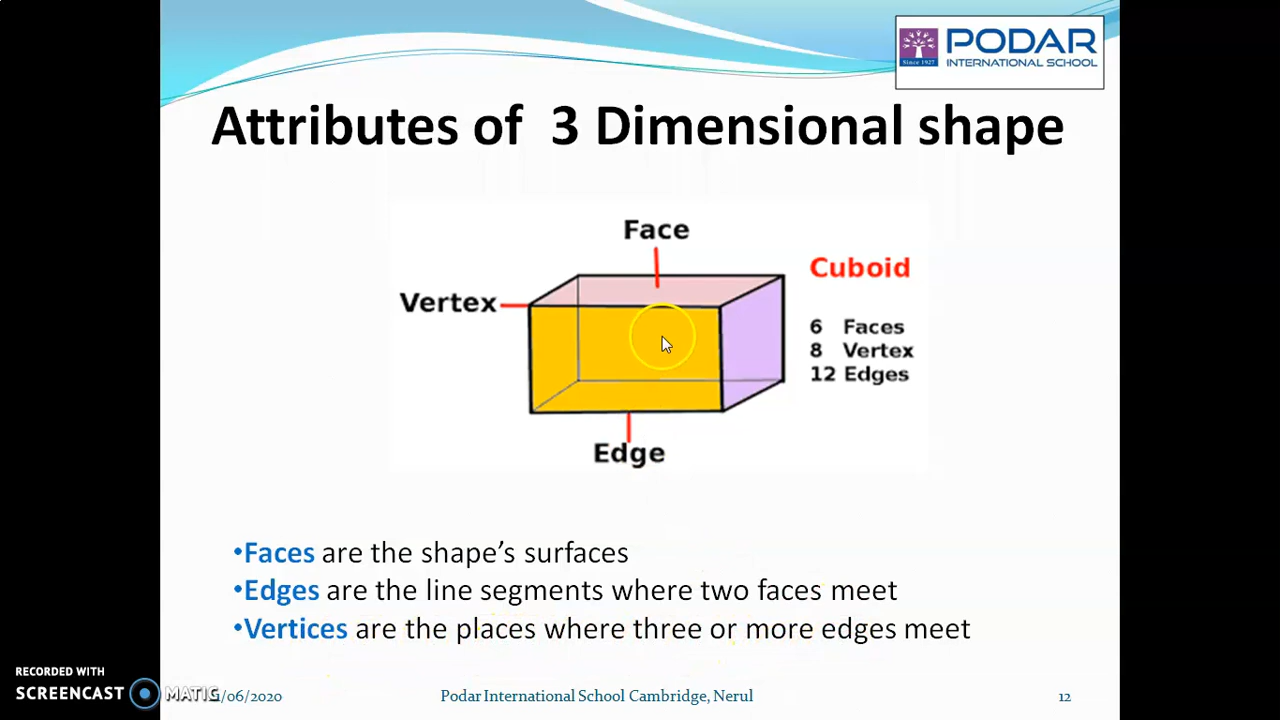 PODAR
INTERNATIONAL SCHOOL
Since 1927
Attributes of 3 Dimensional shape
Face
Cuboid
Vertex
6 Faces
8 Vertex
12 Edges
Edge
•Faces are the shape's surfaces
•Edges are the line segments where two faces meet
•Vertices are the places where three or more edges meet
RECORDED WITH
SCREENCAST MATIC
1/06/2020
Podar International School Cambridge, Nerul
12